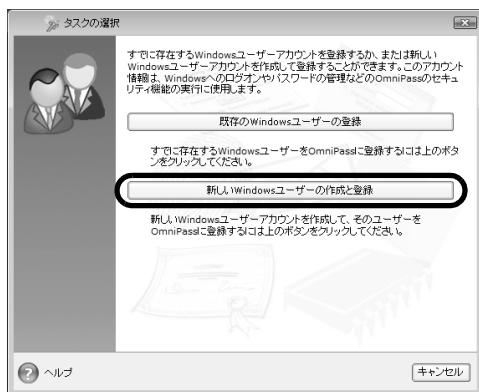 タスクの選択
すでに存在するWindowsユーザーアカウントを登録するか、または新しい
Windowsユーザーアカウントを作成して登録することができます。このアカウント
情報は、Windowsへのログオンやパスワードの管理などのOmniPassのセキュ
リティ機能の実行に使用します。
既存のWindowsユーザーの登録
すでに存在するWindowsユーザーをOmniPassに登録するには上のボタ
ンをクリックしてください。
新しいWindowsユーザーの作成と登録
新しいWindowsユーザーアカウントを作成して、そのユーザーを
OmniPassに登録するには上のボタンをクリックしてください。
ヘルプ
キャンセル